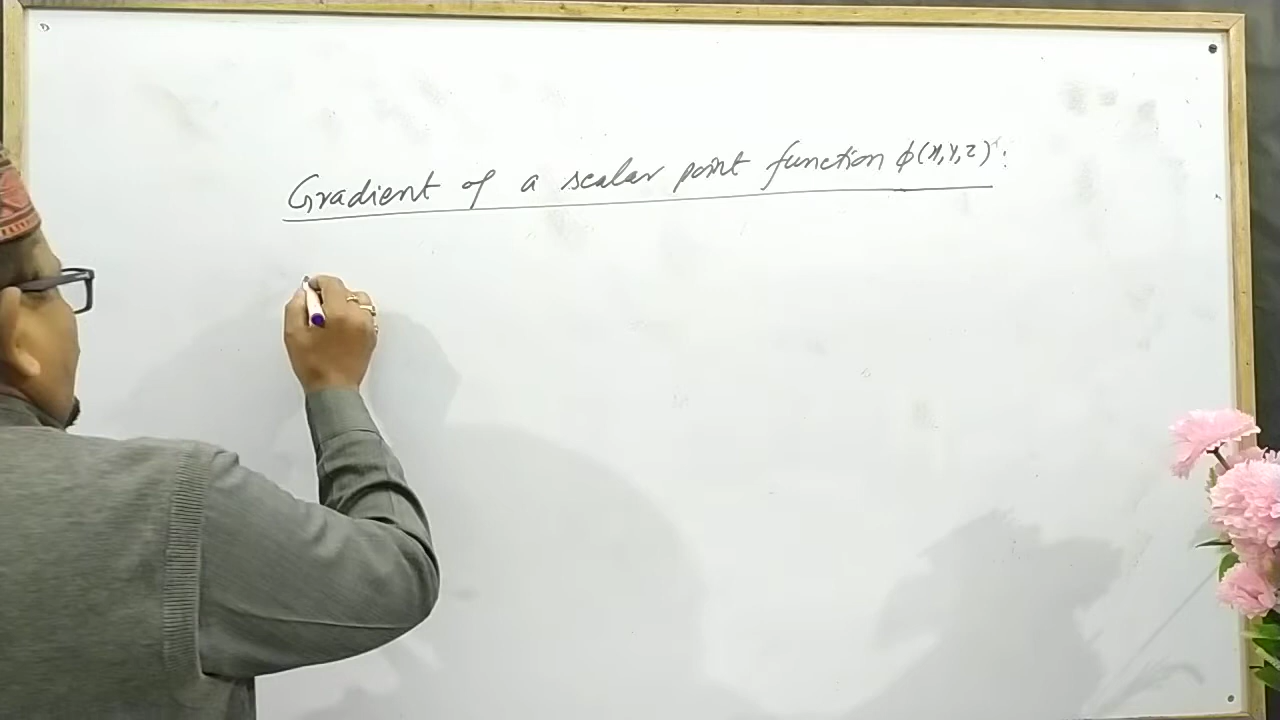 Gradient of a scalar point function ϕ(x,y,z):